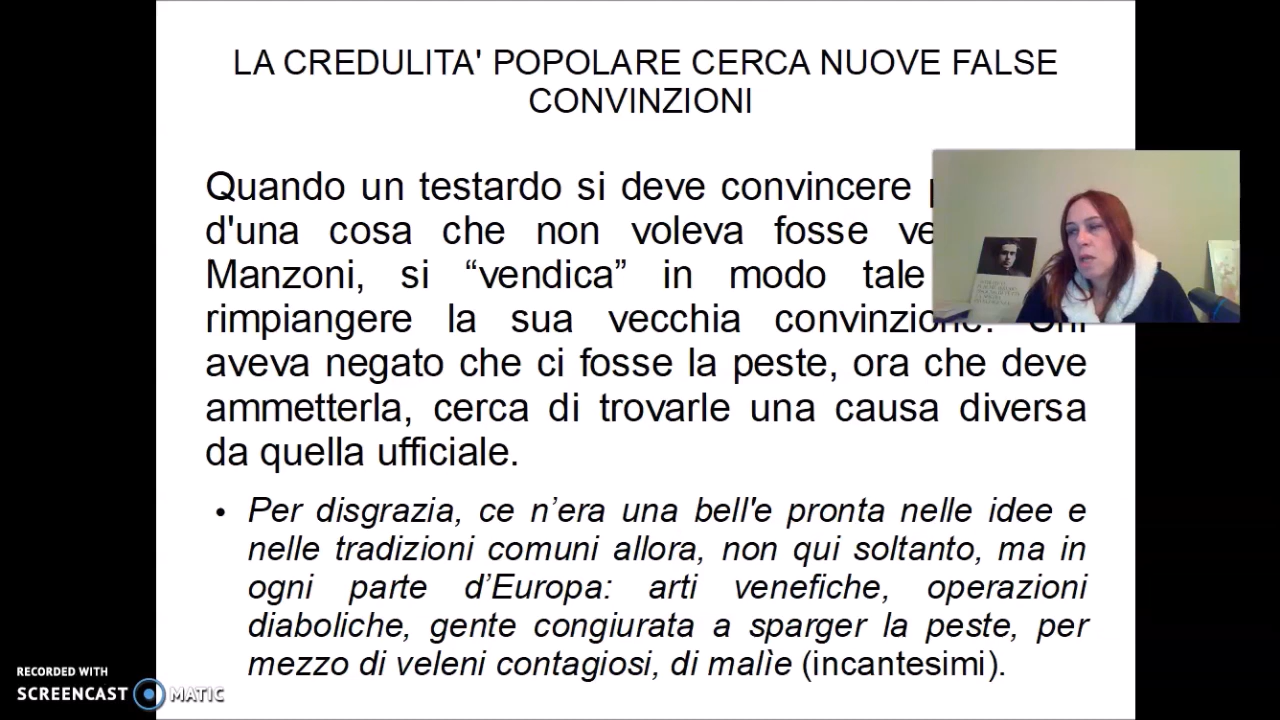 LA CREDULITA' POPOLARE CERCA NUOVE FALSE
CONVINZIONI
Quando un testardo si deve convincere
d'una cosa che non voleva fosse
Manzoni, si “vendica” in modo tale
rimpiangere la sua vecchia convinzione.
aveva negato che ci fosse la peste, ora che deve
ammetterla, cerca di trovarle una causa diversa
da quella ufficiale.
• Per disgrazia, ce n’era una bell'e pronta nelle idee e
nelle tradizioni comuni allora, non qui soltanto, ma in
ogni parte d’Europa: arti venefiche, operazioni
diaboliche, gente congiurata a sparger la peste, per
mezzo di veleni contagiosi, di malìe (incantesimi).
RECORDED WITH
SCREENCAST MATIC